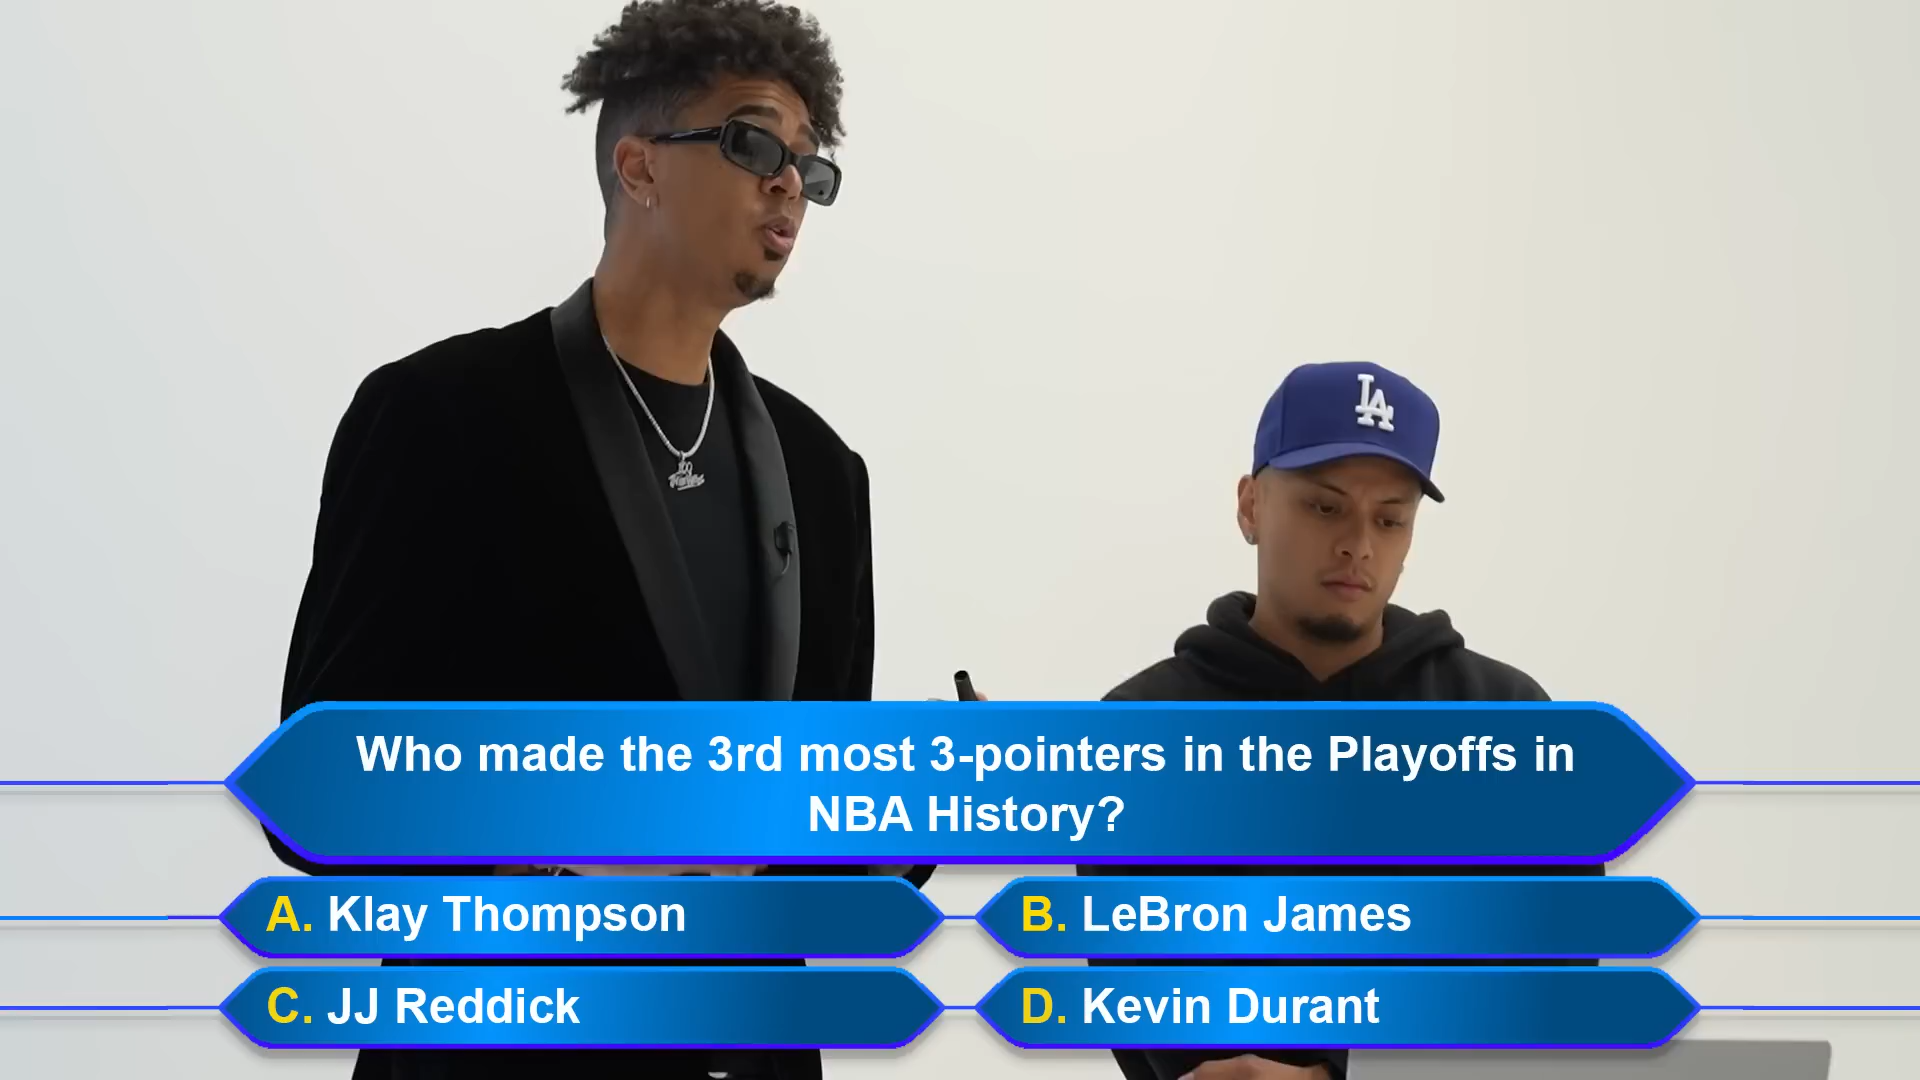 LA
Who made the 3rd most 3-pointers in the Playoffs in
NBA History?
A. Klay Thompson
B. LeBron James
C. JJ Reddick
D. Kevin Durant